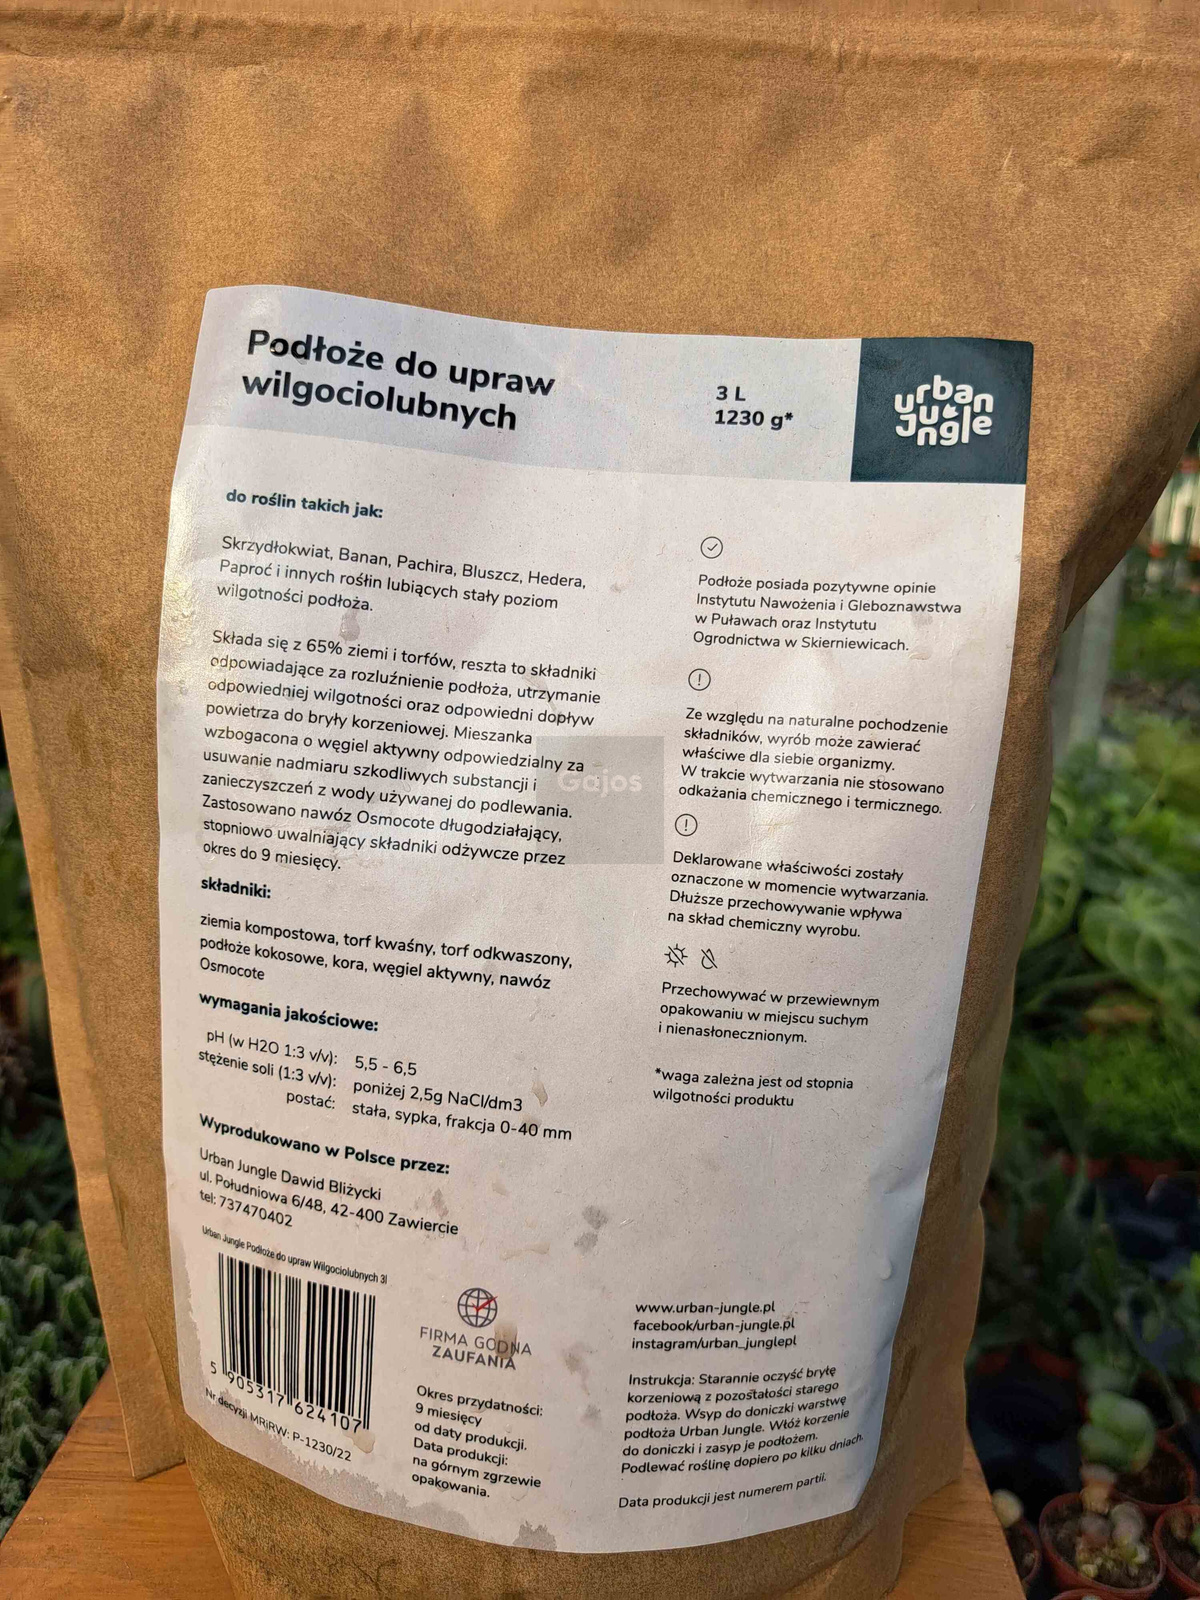 Podłoże do upraw
wilgociolubnych
3 L
1230 g*
urban
jungle
do roślin takich jak:
Skrzydłokwiat, Banan, Pachira, Bluszcz, Hedera,
Paproć i innych roślin lubiących stały poziom
wilgotności podłoża.
Składa się z 65% ziemi i torfów, reszta to składniki
odpowiadające za rozluźnienie podłoża, utrzymanie
odpowiedniej wilgotności oraz odpowiedni dopływ
powietrza do bryły korzeniowej. Mieszanka
wzbogacona o węgiel aktywny odpowiedzialny za
usuwanie nadmiaru szkodliwych substancji i
zanieczyszczeń z wody używanej do podlewania.
Zastosowano nawóz Osmocote długodziałający,
stopniowo uwalniający składniki odżywcze przez
okres do 9 miesięcy.
składniki:
ziemia kompostowa, torf kwaśny, torf odkwaszony,
podłoże kokosowe, kora, węgiel aktywny, nawóz
Osmocote
wymagania jakościowe:
pH (w H2O 1:3 v/v): 5,5 - 6,5
stężenie soli (1:3 v/v): poniżej 2,5g NaCl/dm3
postać: stała, sypka, frakcja 0-40 mm
Wyprodukowano w Polsce przez:
Urban Jungle Dawid Bliżycki
ul. Południowa 6/48, 42-400 Zawiercie
tel: 737470402
Urban Jungle Podłoże do upraw Wilgociolubnych 3l
5 905317 624107
Nr decyzji MRiRW: P-1230/22
FIRMA GODNA
ZAUFANIA
Okres przydatności:
9 miesięcy
od daty produkcji.
Data produkcji:
na górnym zgrzewie
opakowania.
Podłoże posiada pozytywne opinie
Instytutu Nawożenia i Gleboznawstwa
w Puławach oraz Instytutu
Ogrodnictwa w Skierniewicach.
Ze względu na naturalne pochodzenie
składników, wyrób może zawierać
właściwe dla siebie organizmy.
W trakcie wytwarzania nie stosowano
odkażania chemicznego i termicznego.
Deklarowane właściwości zostały
oznaczone w momencie wytwarzania.
Dłuższe przechowywanie wpływa
na skład chemiczny wyrobu.
Przechowywać w przewiewnym
opakowaniu w miejscu suchym
i nienasłonecznionym.
*waga zależna jest od stopnia
wilgotności produktu
www.urban-jungle.pl
facebook/urban-jungle.pl
instagram/urban_junglepl
Instrukcja: Starannie oczyść bryłę
korzeniową z pozostałości starego
podłoża. Wsyp do doniczki warstwę
podłoża Urban Jungle. Włóż korzenie
do doniczki i zasyp je podłożem.
Podlewać roślinę dopiero po kilku dniach.
Data produkcji jest numerem partii.
Gajos